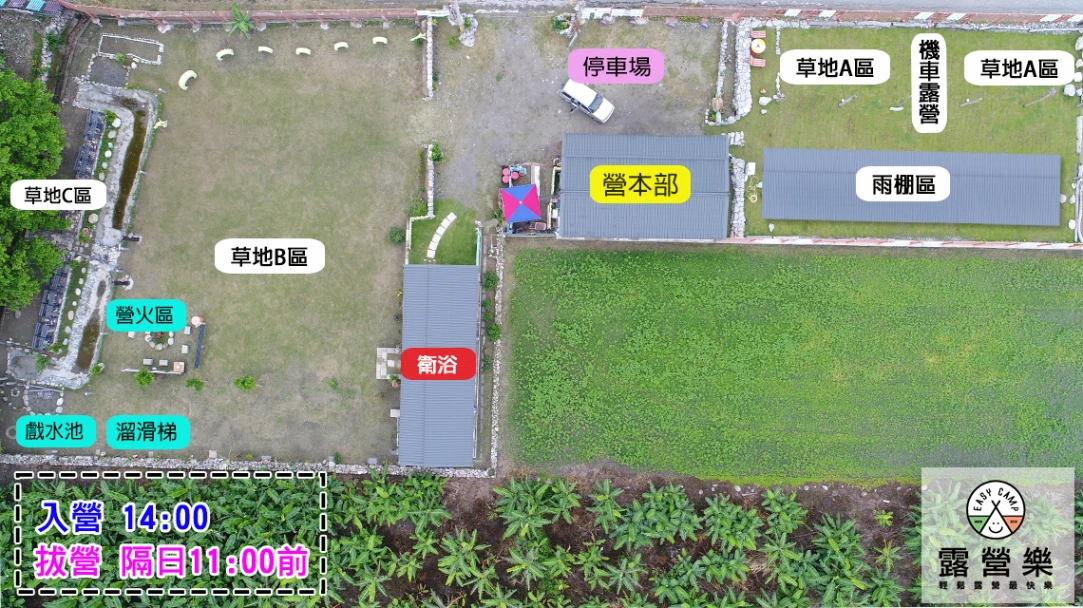 停車場
草地A區
機車露營
草地A區
營本部
雨棚區
草地C區
草地B區
營火區
衛浴
戲水池
溜滑梯
入營 14:00
拔營 隔日11:00前
EASY CAMP
露營樂
輕鬆露營最快樂